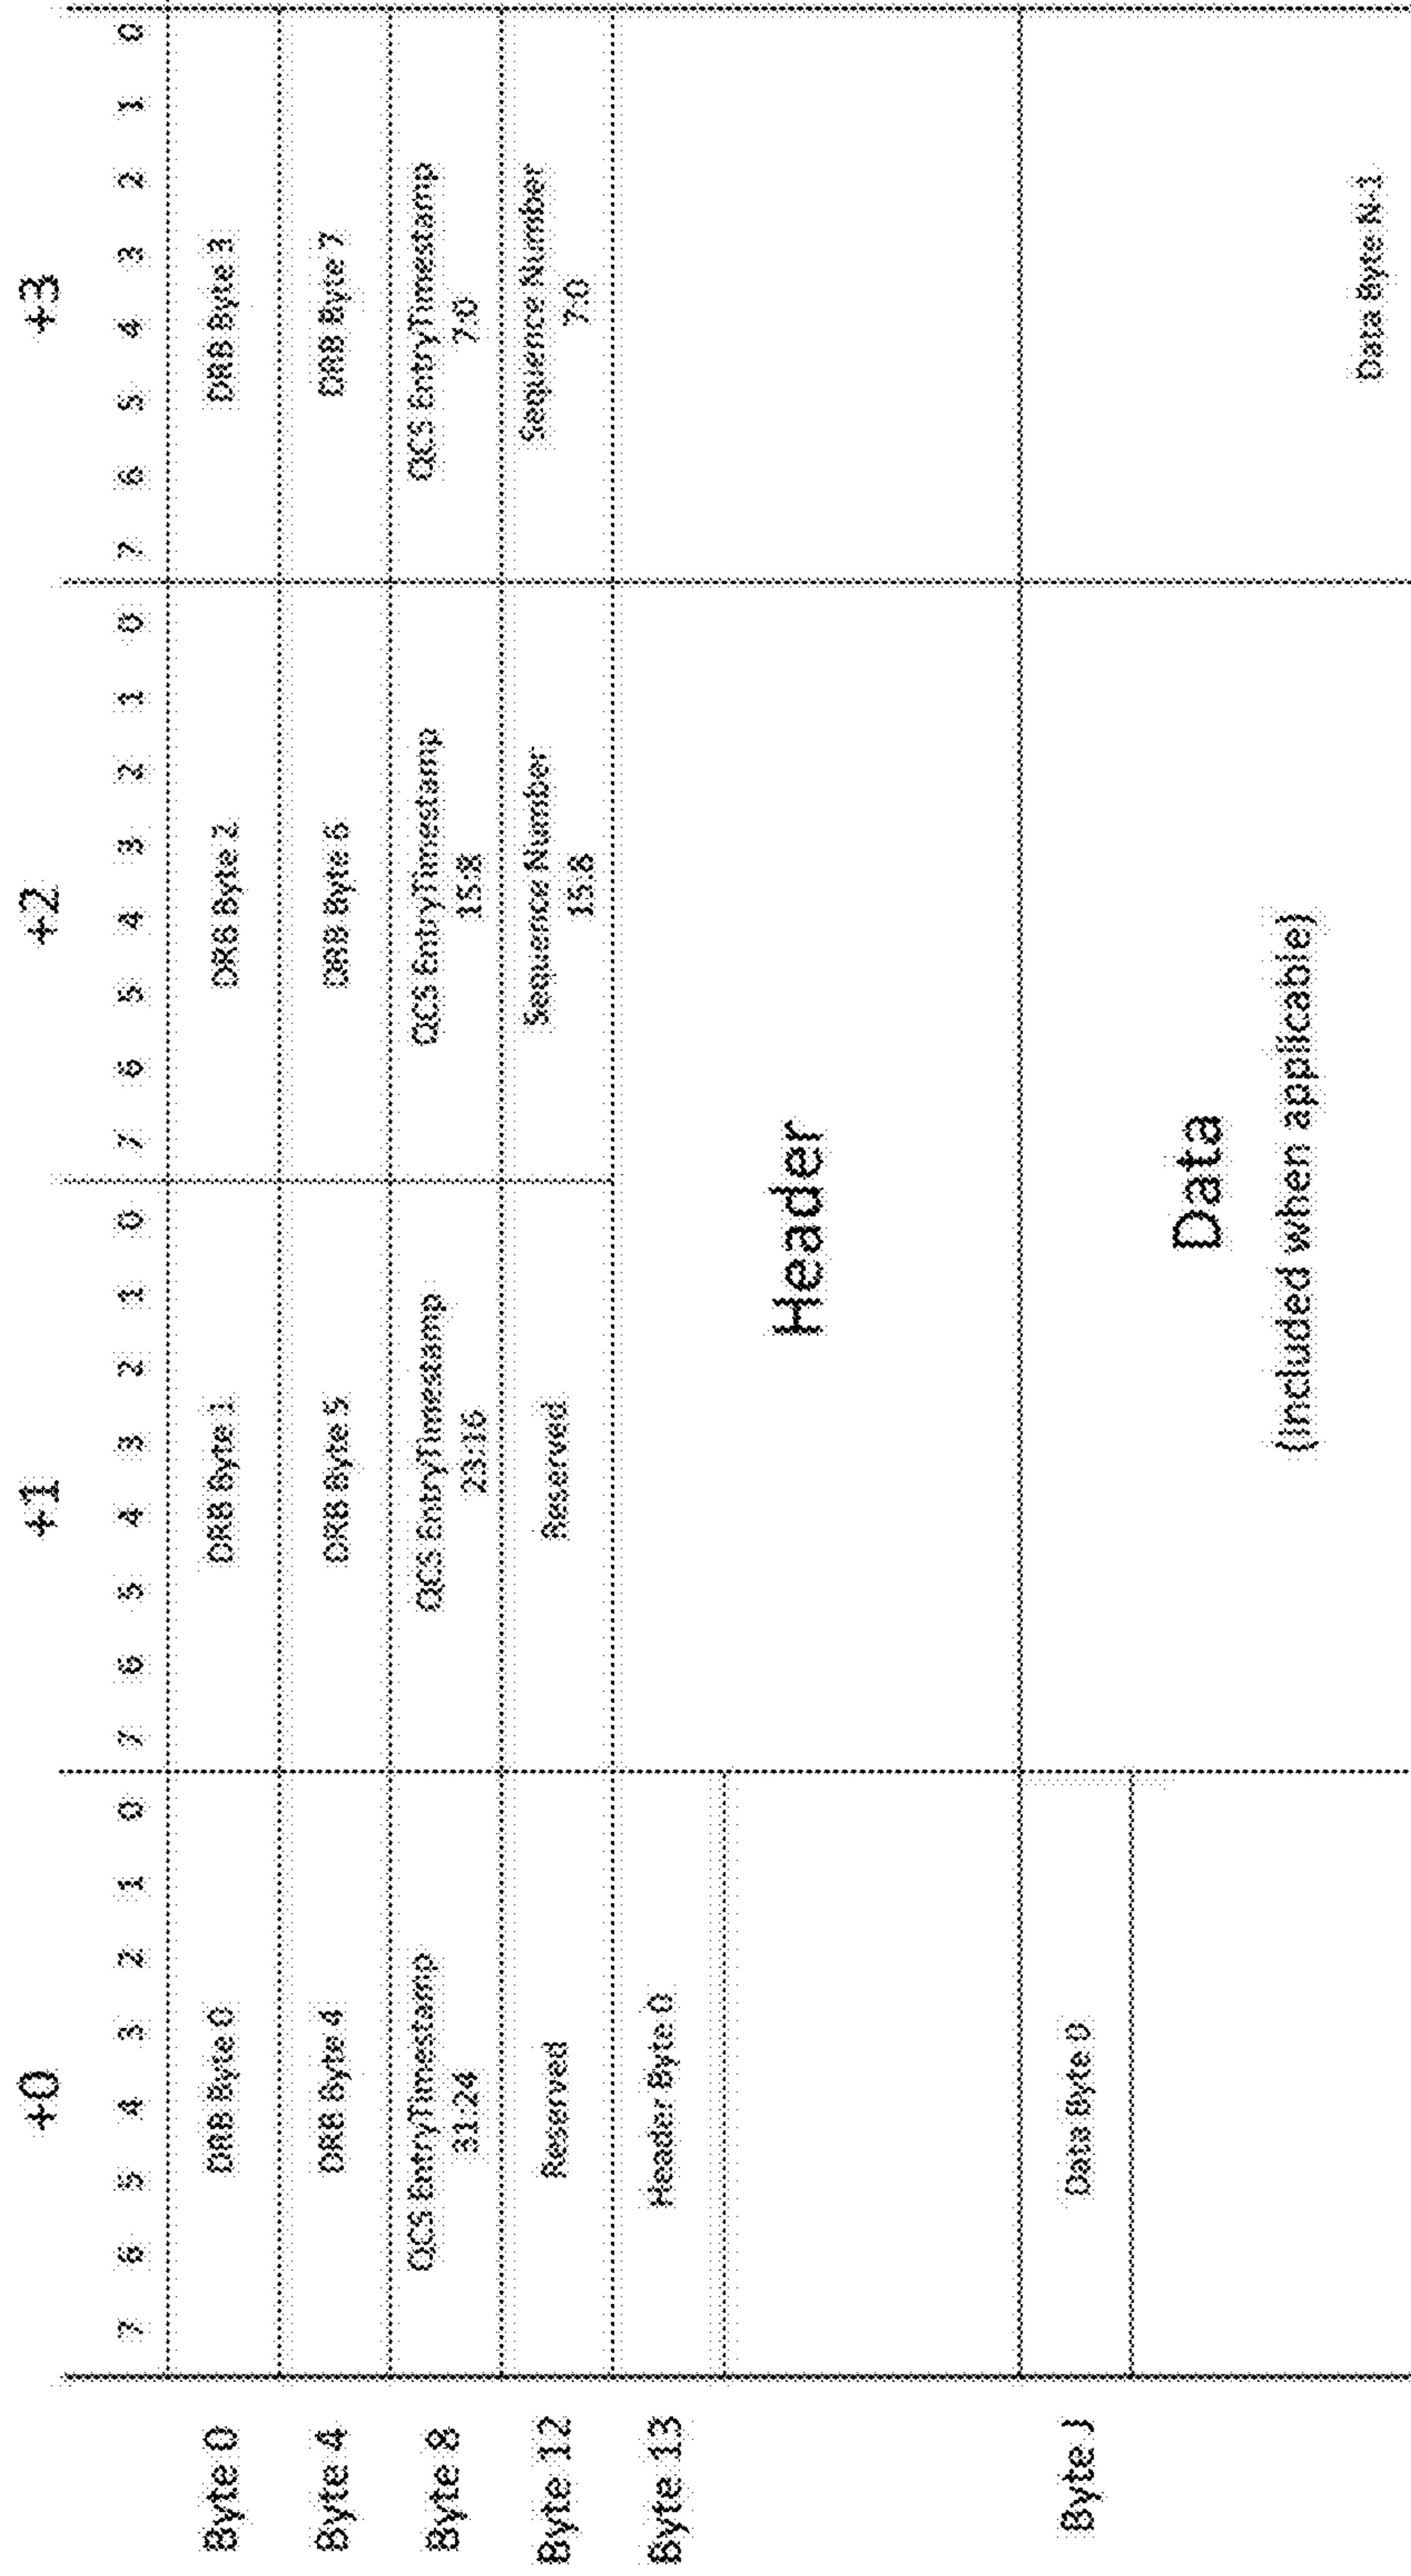 +0 +1 +2 +3
7 6 5 4 3 2 1 0 7 6 5 4 3 2 1 0 7 6 5 4 3 2 1 0 7 6 5 4 3 2 1 0
Byte 0 DRB Byte 0 DRB Byte 1 DRB Byte 2 DRB Byte 3
Byte 4 DRB Byte 4 DRB Byte 5 DRB Byte 6 DRB Byte 7
Byte 8 QCS EntryTimestamp QCS EntryTimestamp QCS EntryTimestamp QCS EntryTimestamp
31:24 23:16 15:8 7:0
Byte 12 Reserved Reserved Sequence Number Sequence Number
15:8 7:0
Byte 13 Header Byte 0
Header
Byte J Data Byte 0
Data
(included when applicable)
Data Byte N-1